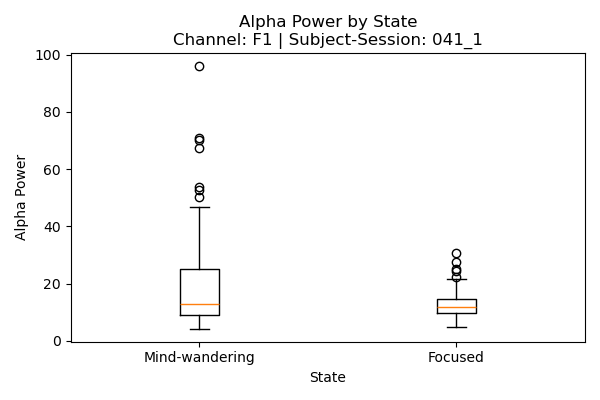 Alpha Power by State
Channel: F1 | Subject-Session: 041_1
Alpha Power
100
80
60
40
20
0
Mind-wandering
Focused
State